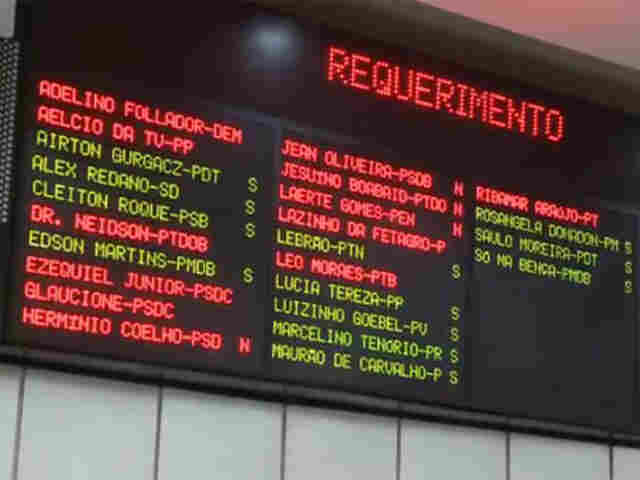 REQUERIMENTO
ADELINO FOLLADOR-DEM
AELCIO DA TV-PP
AIRTON GURGACZ-PDT S
ALEX REDANO-SD S
CLEITON ROQUE-PSB S
DR. NEIDSON-PTDOB
EDSON MARTINS-PMDB S
EZEQUIEL JUNIOR-PSDC
GLAUCIONE-PSDC
HERMINIO COELHO-PSD N
JEAN OLIVEIRA-PSDB N
JESUINO BOABAID-PTDO N
LAERTE GOMES-PEN N
LAZINHO DA FETAGRO-P
LEBRAO-PTN S
LEO MORAES-PTB
LUCIA TEREZA-PP S
LUIZINHO GOEBEL-PV S
MARCELINO TENORIO-PR S
MAURAO DE CARVALHO-P S
RIBAMAR ARAUJO-PT
ROSANGELA DONADON-PM S
SAULO MOREIRA-PDT S
SO NA BENCA-PMDB S